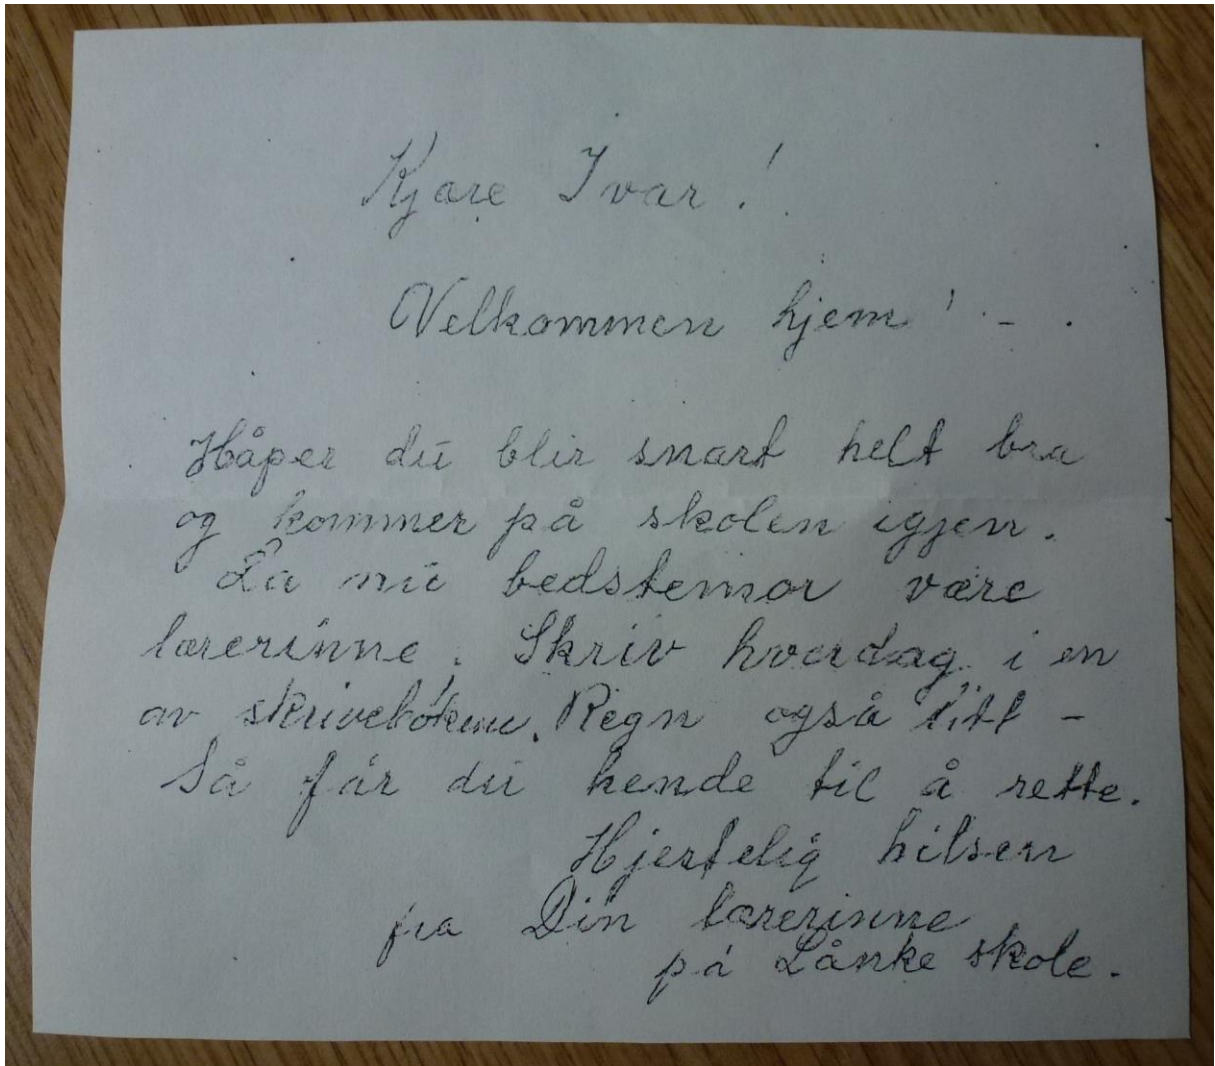 Kjære Ivar!
Velkommen hjem! -
Håper du blir snart helt bra
og kommer på skolen igjen.
La nu bedstemor være
lærerinne. Skriv hverdag i en
av skrivebøkene. Regn også litt -
Så får du hende til å rette.
Hjertelig hilsen
fra Din lærerinne
på Lånke skole.